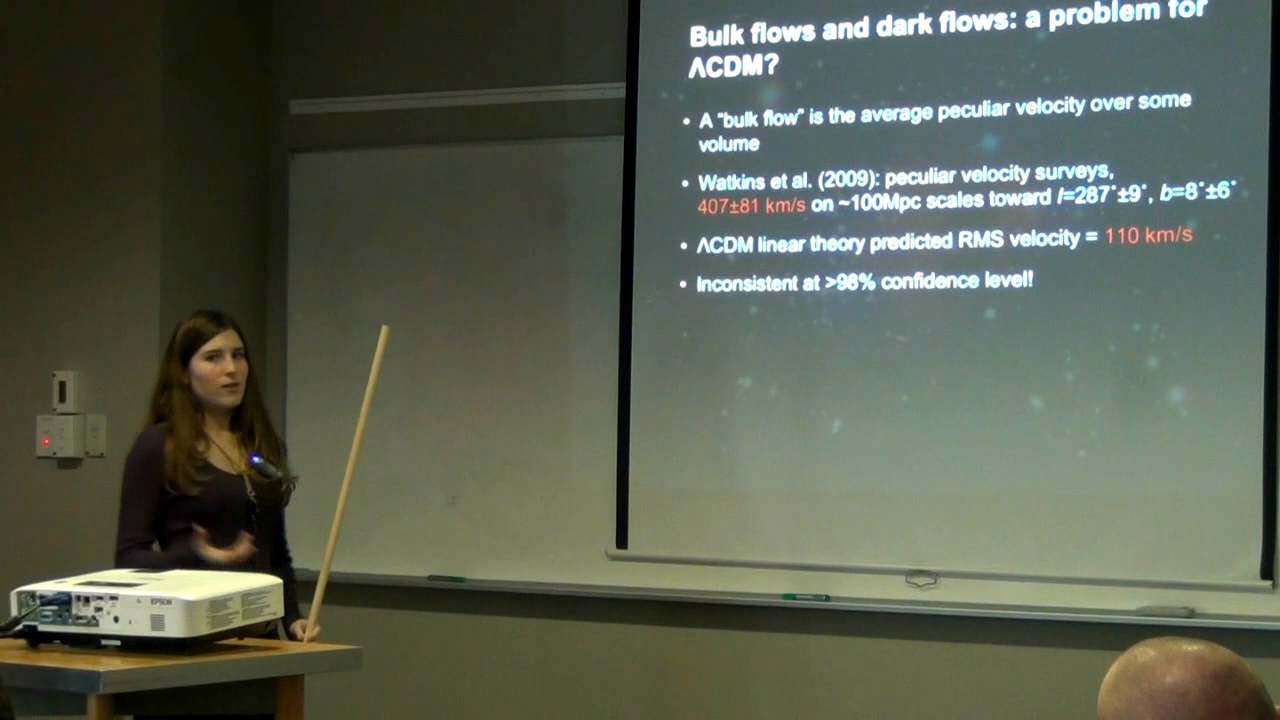 Bulk flows and dark flows: a problem for
ΛCDM?
• A "bulk flow" is the average peculiar velocity over some
volume
• Watkins et al. (2009): peculiar velocity surveys,
407±81 km/s on ~100Mpc scales toward l=287˚±9˚, b=8˚±6˚
• ΛCDM linear theory predicted RMS velocity = 110 km/s
• Inconsistent at >98% confidence level!
EPSON